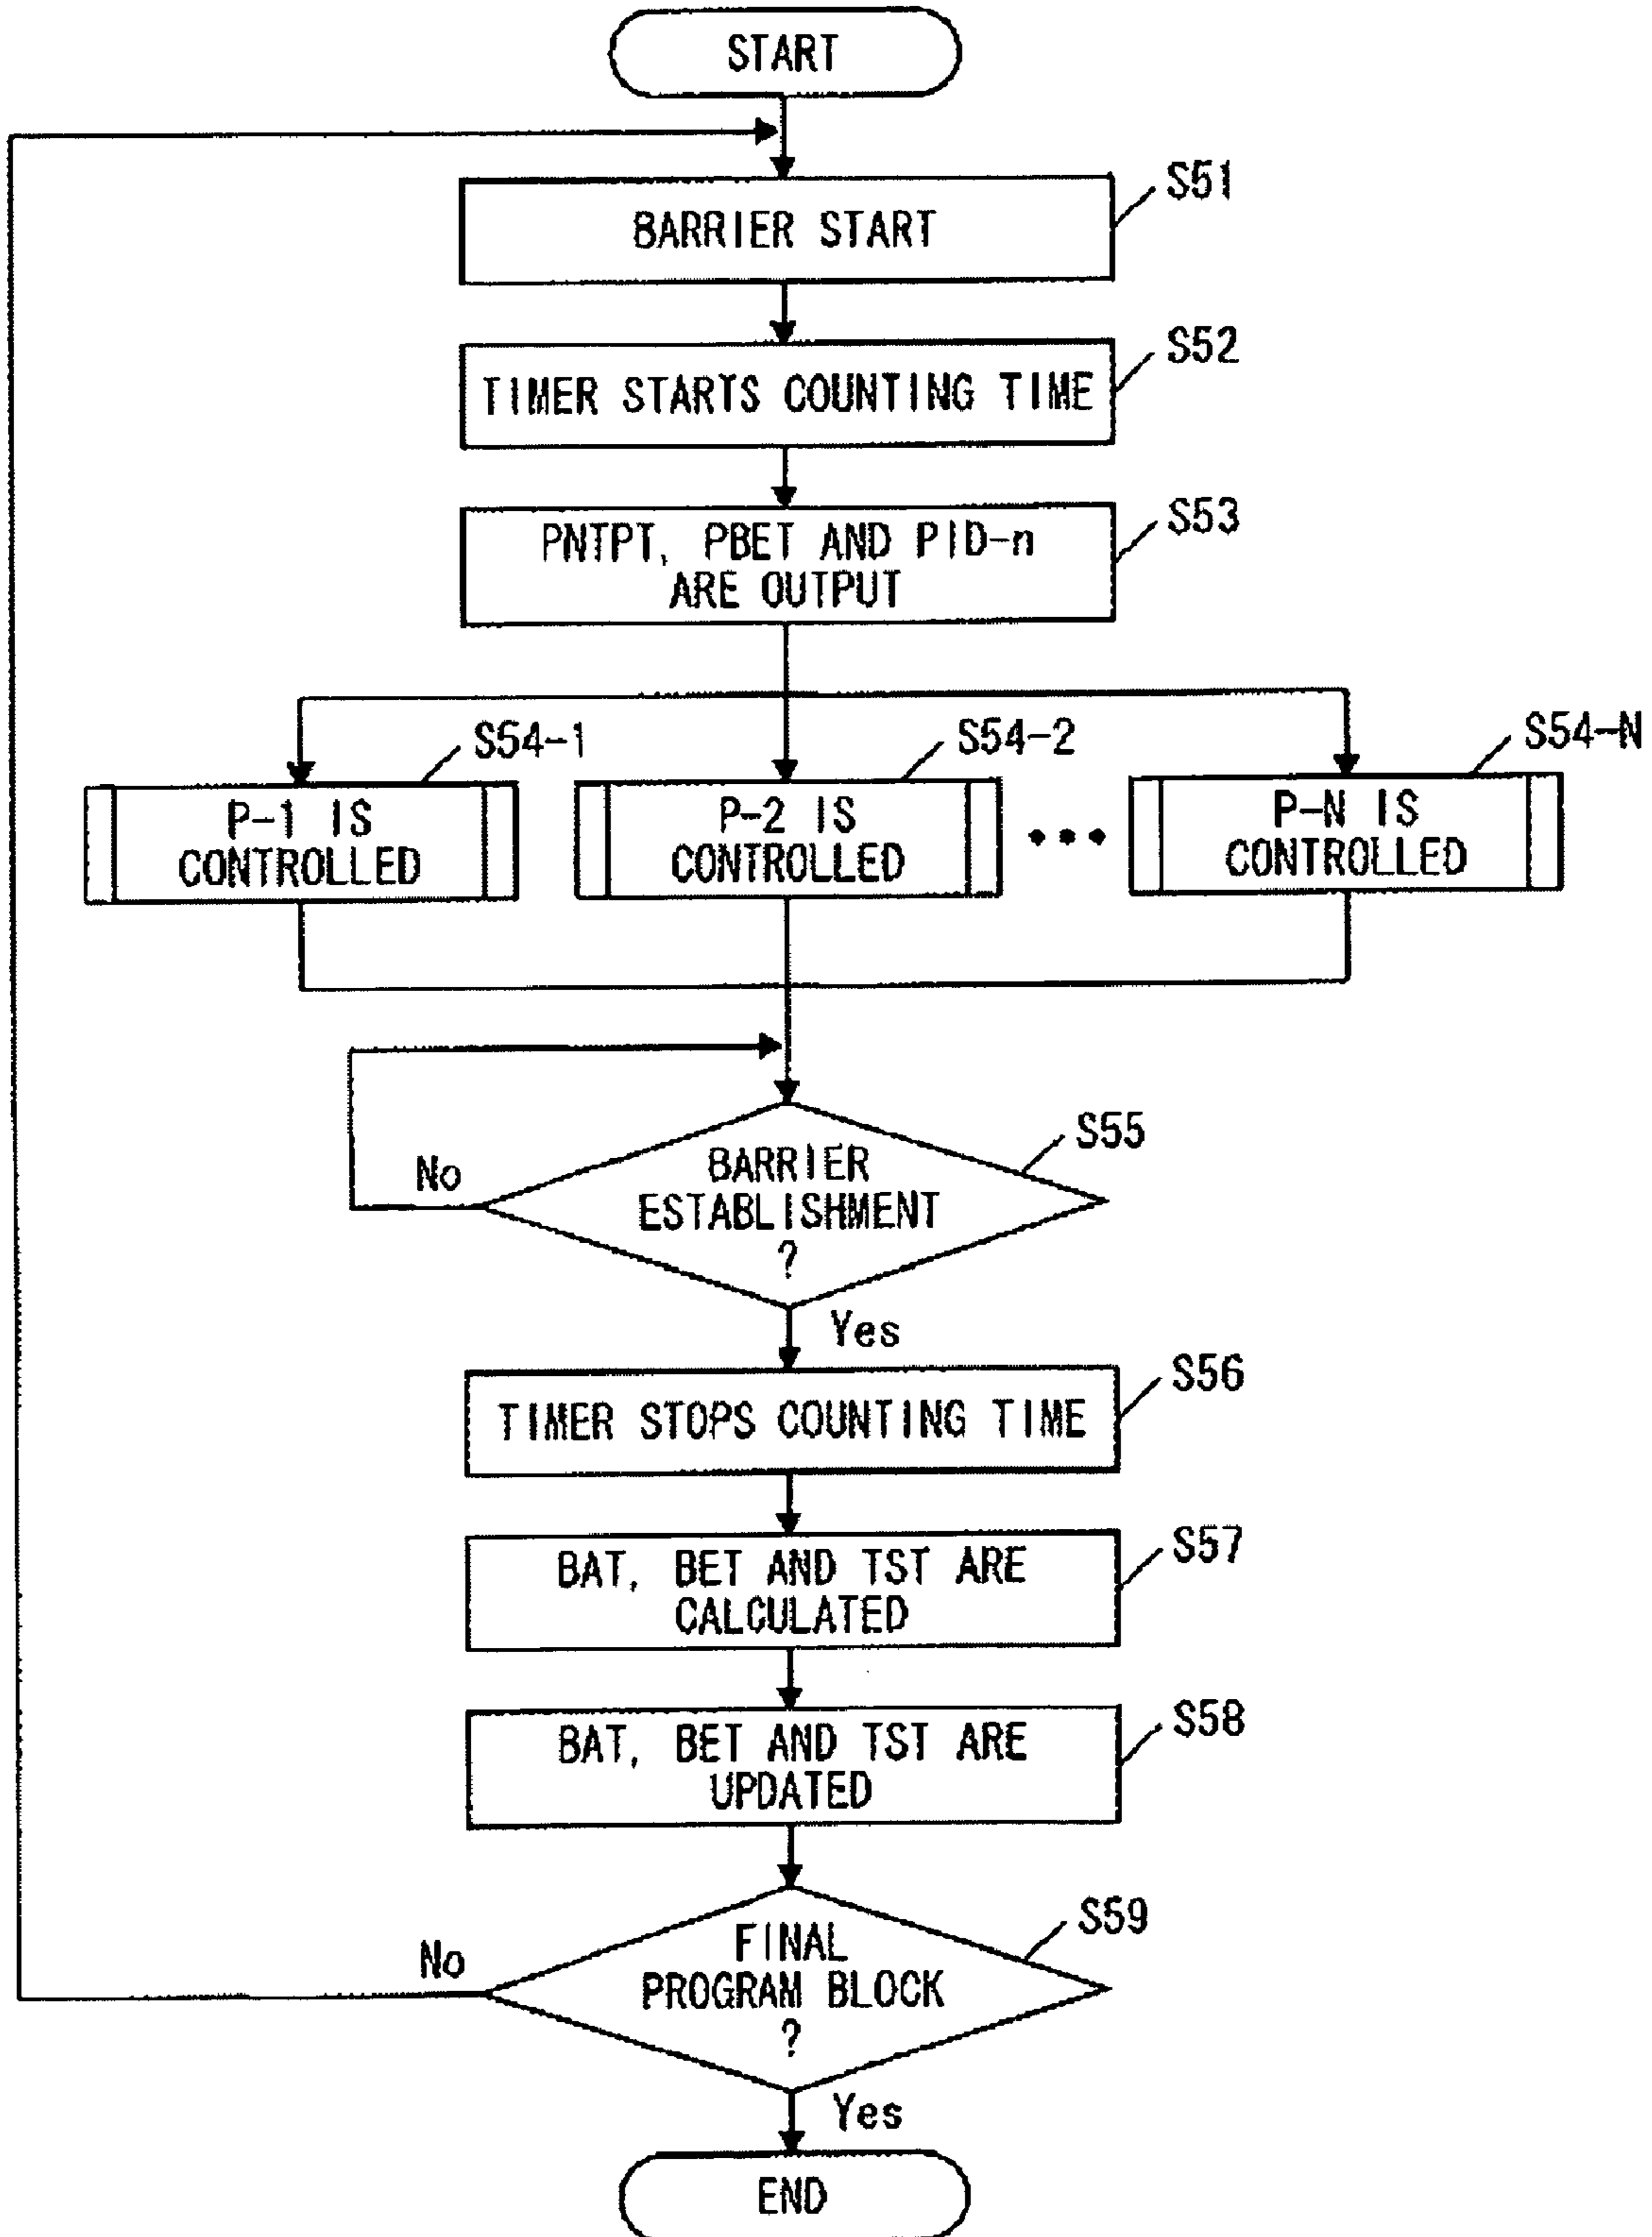 START
S51
BARRIER START
S52
TIMER STARTS COUNTING TIME
S53
PNTPT, PBET AND PID-n
ARE OUTPUT
S54-1
S54-2
S54-N
P-1 IS
CONTROLLED
P-2 IS
CONTROLLED
•••
P-N IS
CONTROLLED
S55
No
BARRIER
ESTABLISHMENT
?
Yes
S56
TIMER STOPS COUNTING TIME
S57
BAT, BET AND TST ARE
CALCULATED
S58
BAT, BET AND TST ARE
UPDATED
S59
No
FINAL
PROGRAM BLOCK
?
Yes
END